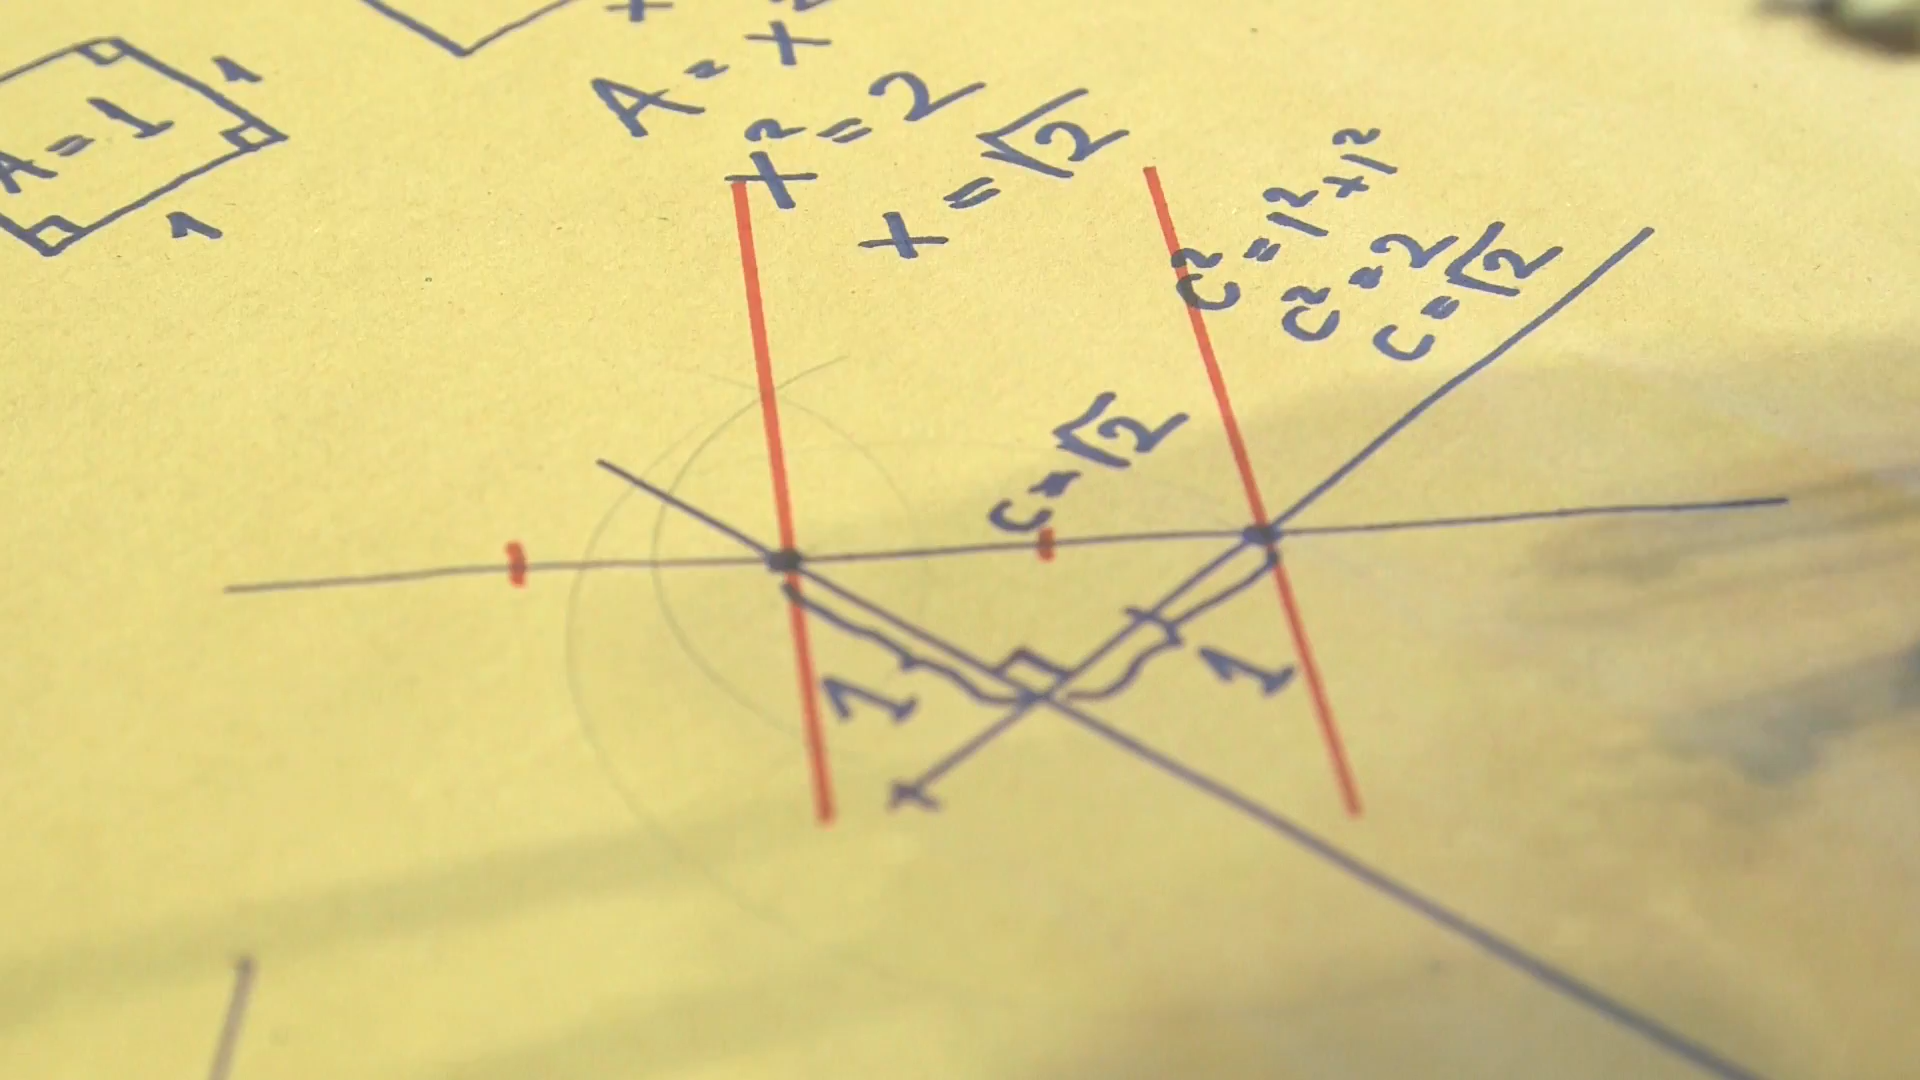 A = 1
1
1
A = x²
x² = 2
x = √2
c² = 1² + 1²
c² = 2
c = √2
c = √2
1
1